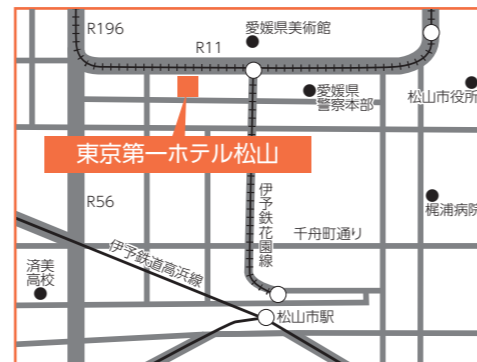 R196
愛媛県美術館
R11
愛媛県
警察本部
松山市役所
東京第一ホテル松山
R56
伊予鉄花園線
梶浦病院
千舟町通り
伊予鉄道高浜線
済美
高校
松山市駅